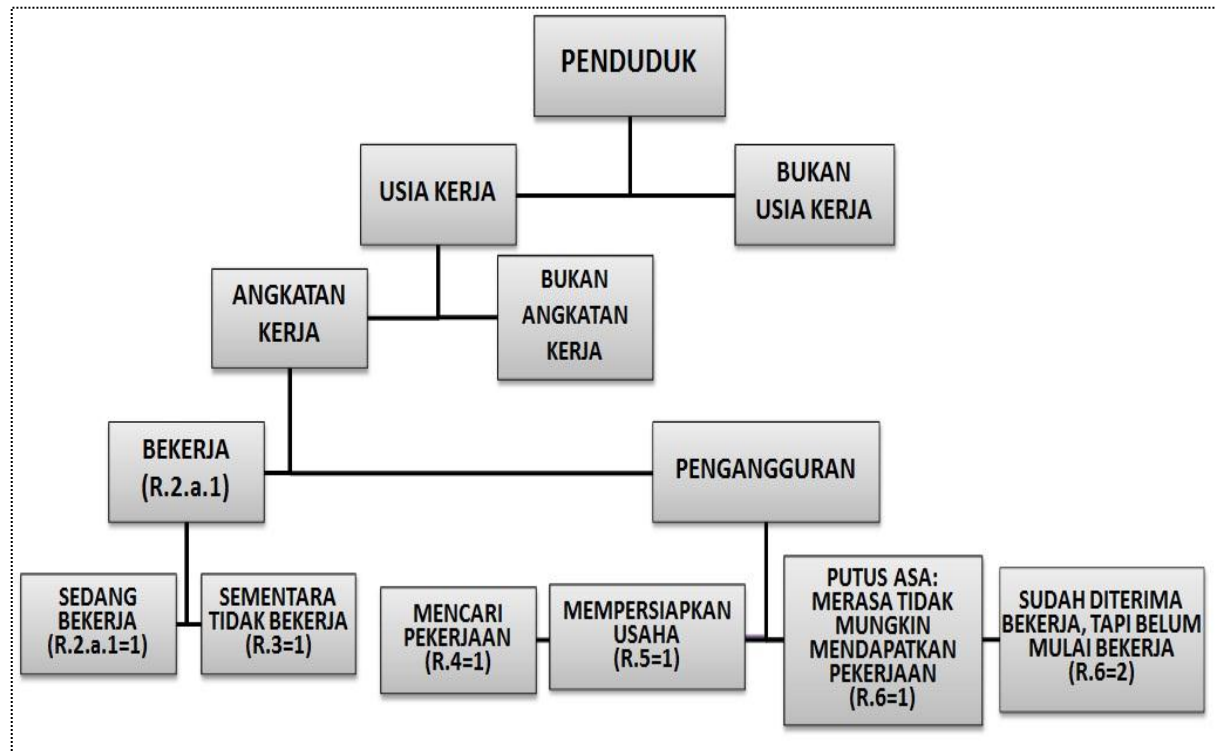 PENDUDUK
USIA KERJA
BUKAN
USIA KERJA
ANGKATAN
KERJA
BUKAN
ANGKATAN
KERJA
BEKERJA
(R.2.a.1)
PENGANGGURAN
SEDANG
BEKERJA
(R.2.a.1=1)
SEMENTARA
TIDAK BEKERJA
(R.3=1)
MENCARI
PEKERJAAN
(R.4=1)
MEMPERSIAPKAN
USAHA
(R.5=1)
PUTUS ASA:
MERASA TIDAK
MUNGKIN
MENDAPATKAN
PEKERJAAN
(R.6=1)
SUDAH DITERIMA
BEKERJA, TAPI BELUM
MULAI BEKERJA
(R.6=2)